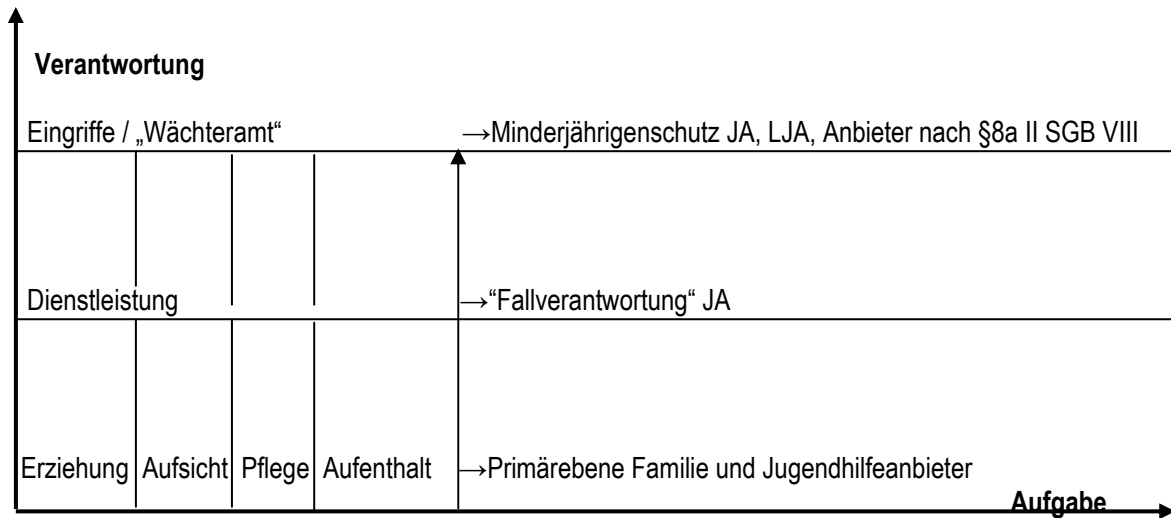 Verantwortung
Eingriffe / „Wächteramt“ →Minderjährigenschutz JA, LJA, Anbieter nach §8a II SGB VIII
Dienstleistung →“Fallverantwortung“ JA
Erziehung Aufsicht Pflege Aufenthalt →Primärebene Familie und Jugendhilfeanbieter
Aufgabe